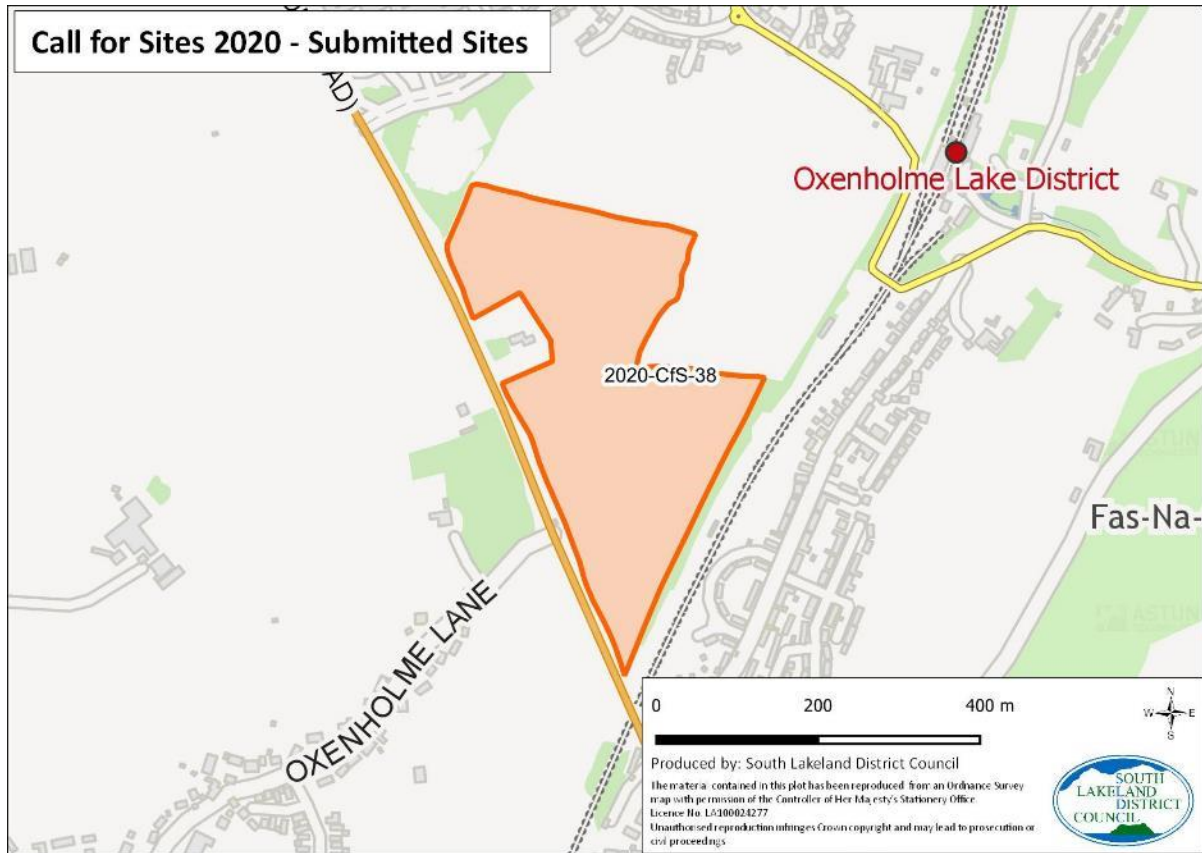 Call for Sites 2020 - Submitted Sites
AD)
Oxenholme Lake District
2020-CfS-38
Fas-Na-
ASTUN
ASTUN
OXENHOLME LANE
0 200 400 m
N
W E
S
Produced by: South Lakeland District Council
The material contained in this plot has been reproduced from an Ordnance Survey
map with permission of the Controller of Her Majesty's Stationery Office.
Licence No. LA100024277
Unauthorised reproduction infringes Crown copyright and may lead to prosecution or
civil proceedings
SOUTH
LAKELAND
DISTRICT
COUNCIL